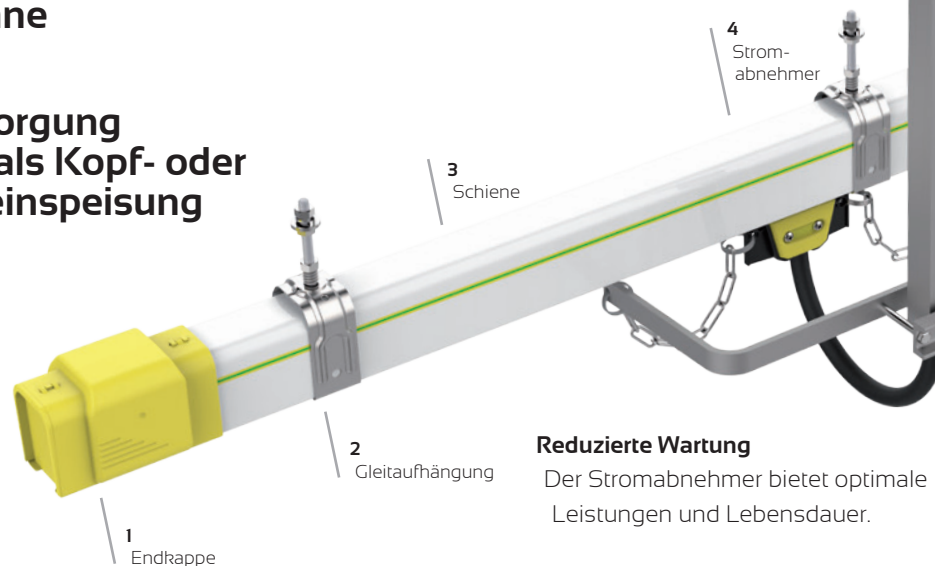 orgung
als Kopf- oder
einspeisung
4
Strom-
abnehmer
3
Schiene
2
Gleitaufhängung
1
Endkappe
Reduzierte Wartung
Der Stromabnehmer bietet optimale
Leistungen und Lebensdauer.